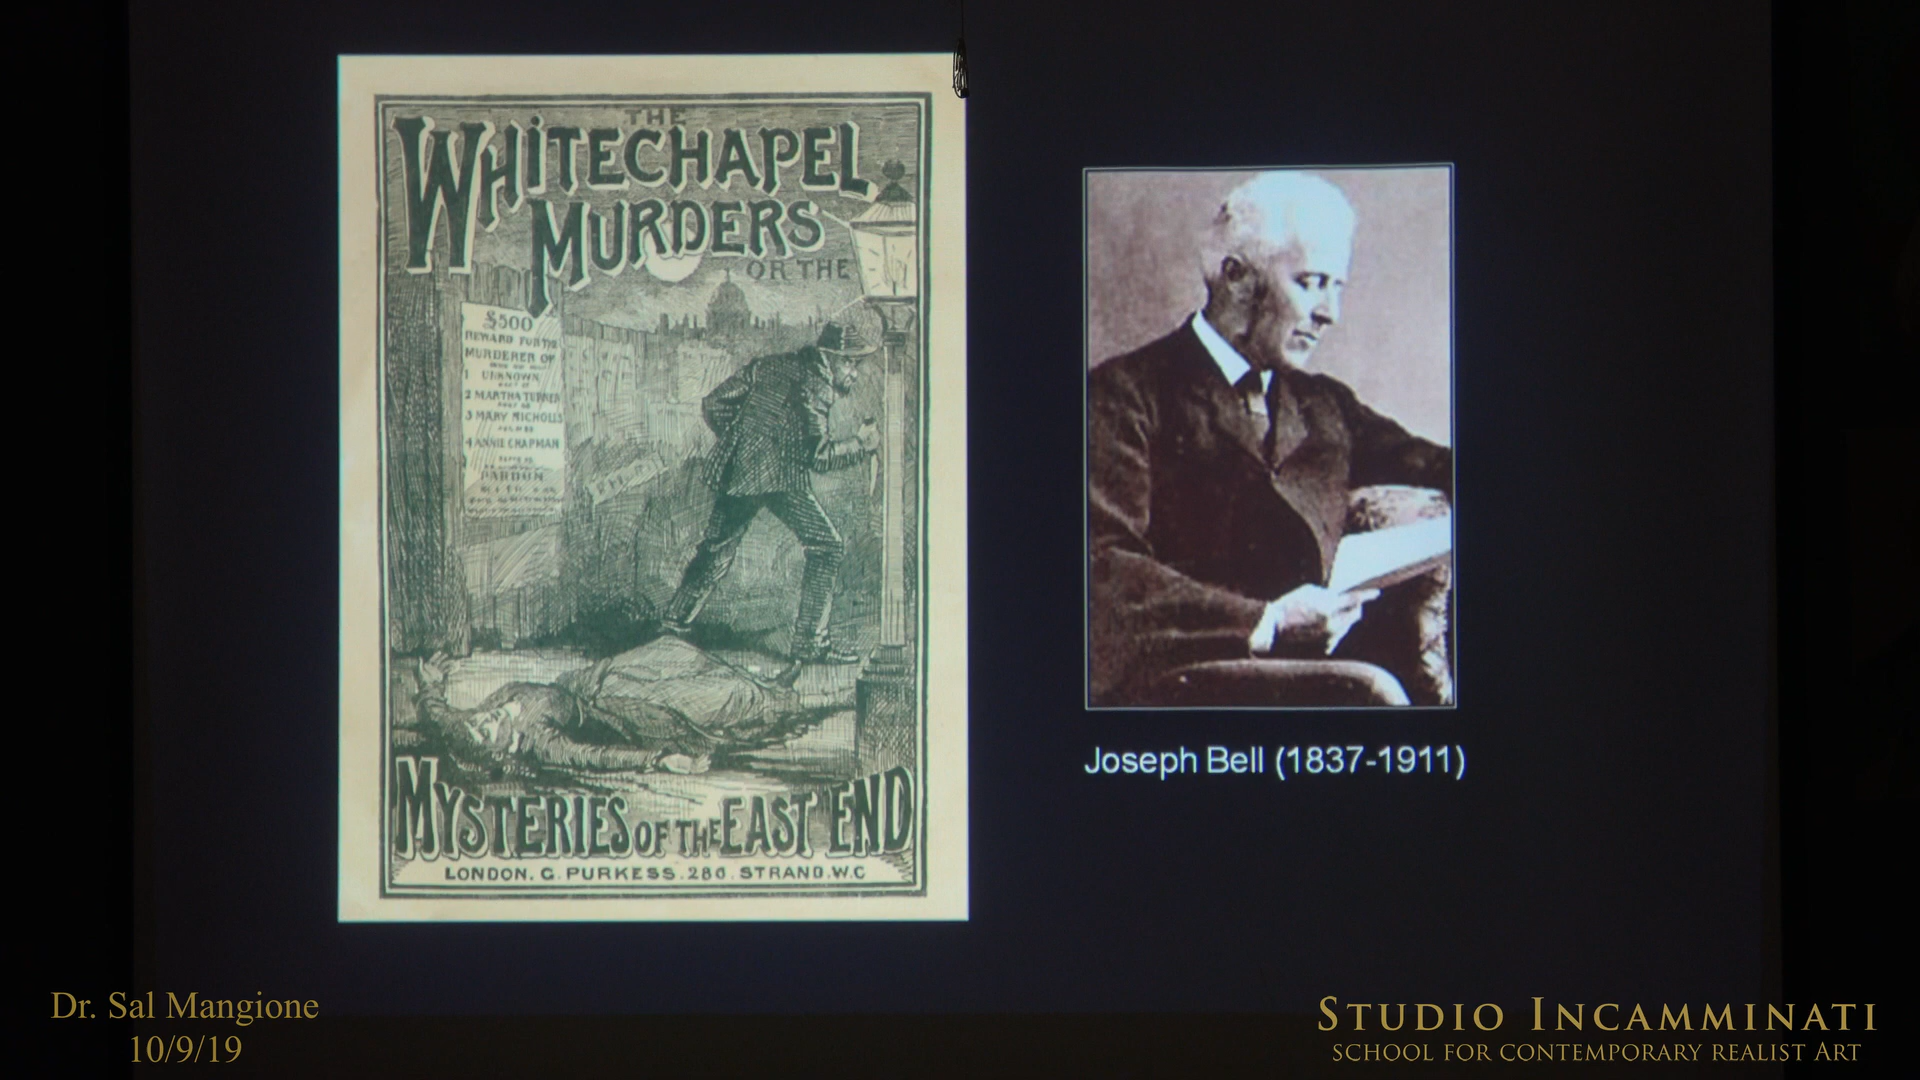 THE
WHITECHAPEL
MURDERS
OR THE
$500
REWARD FOR THE
MURDERER OF
1 UNKNOWN
2 MARTHA TURNER
3 MARY NICHOLLS
4 ANNIE CHAPMAN
PARDON
MYSTERIES OF THE EAST END
LONDON. G. PURKESS. 286. STRAND. W.C
Joseph Bell (1837-1911)
Dr. Sal Mangione
10/9/19
STUDIO INCAMMINATI
SCHOOL FOR CONTEMPORARY REALIST ART